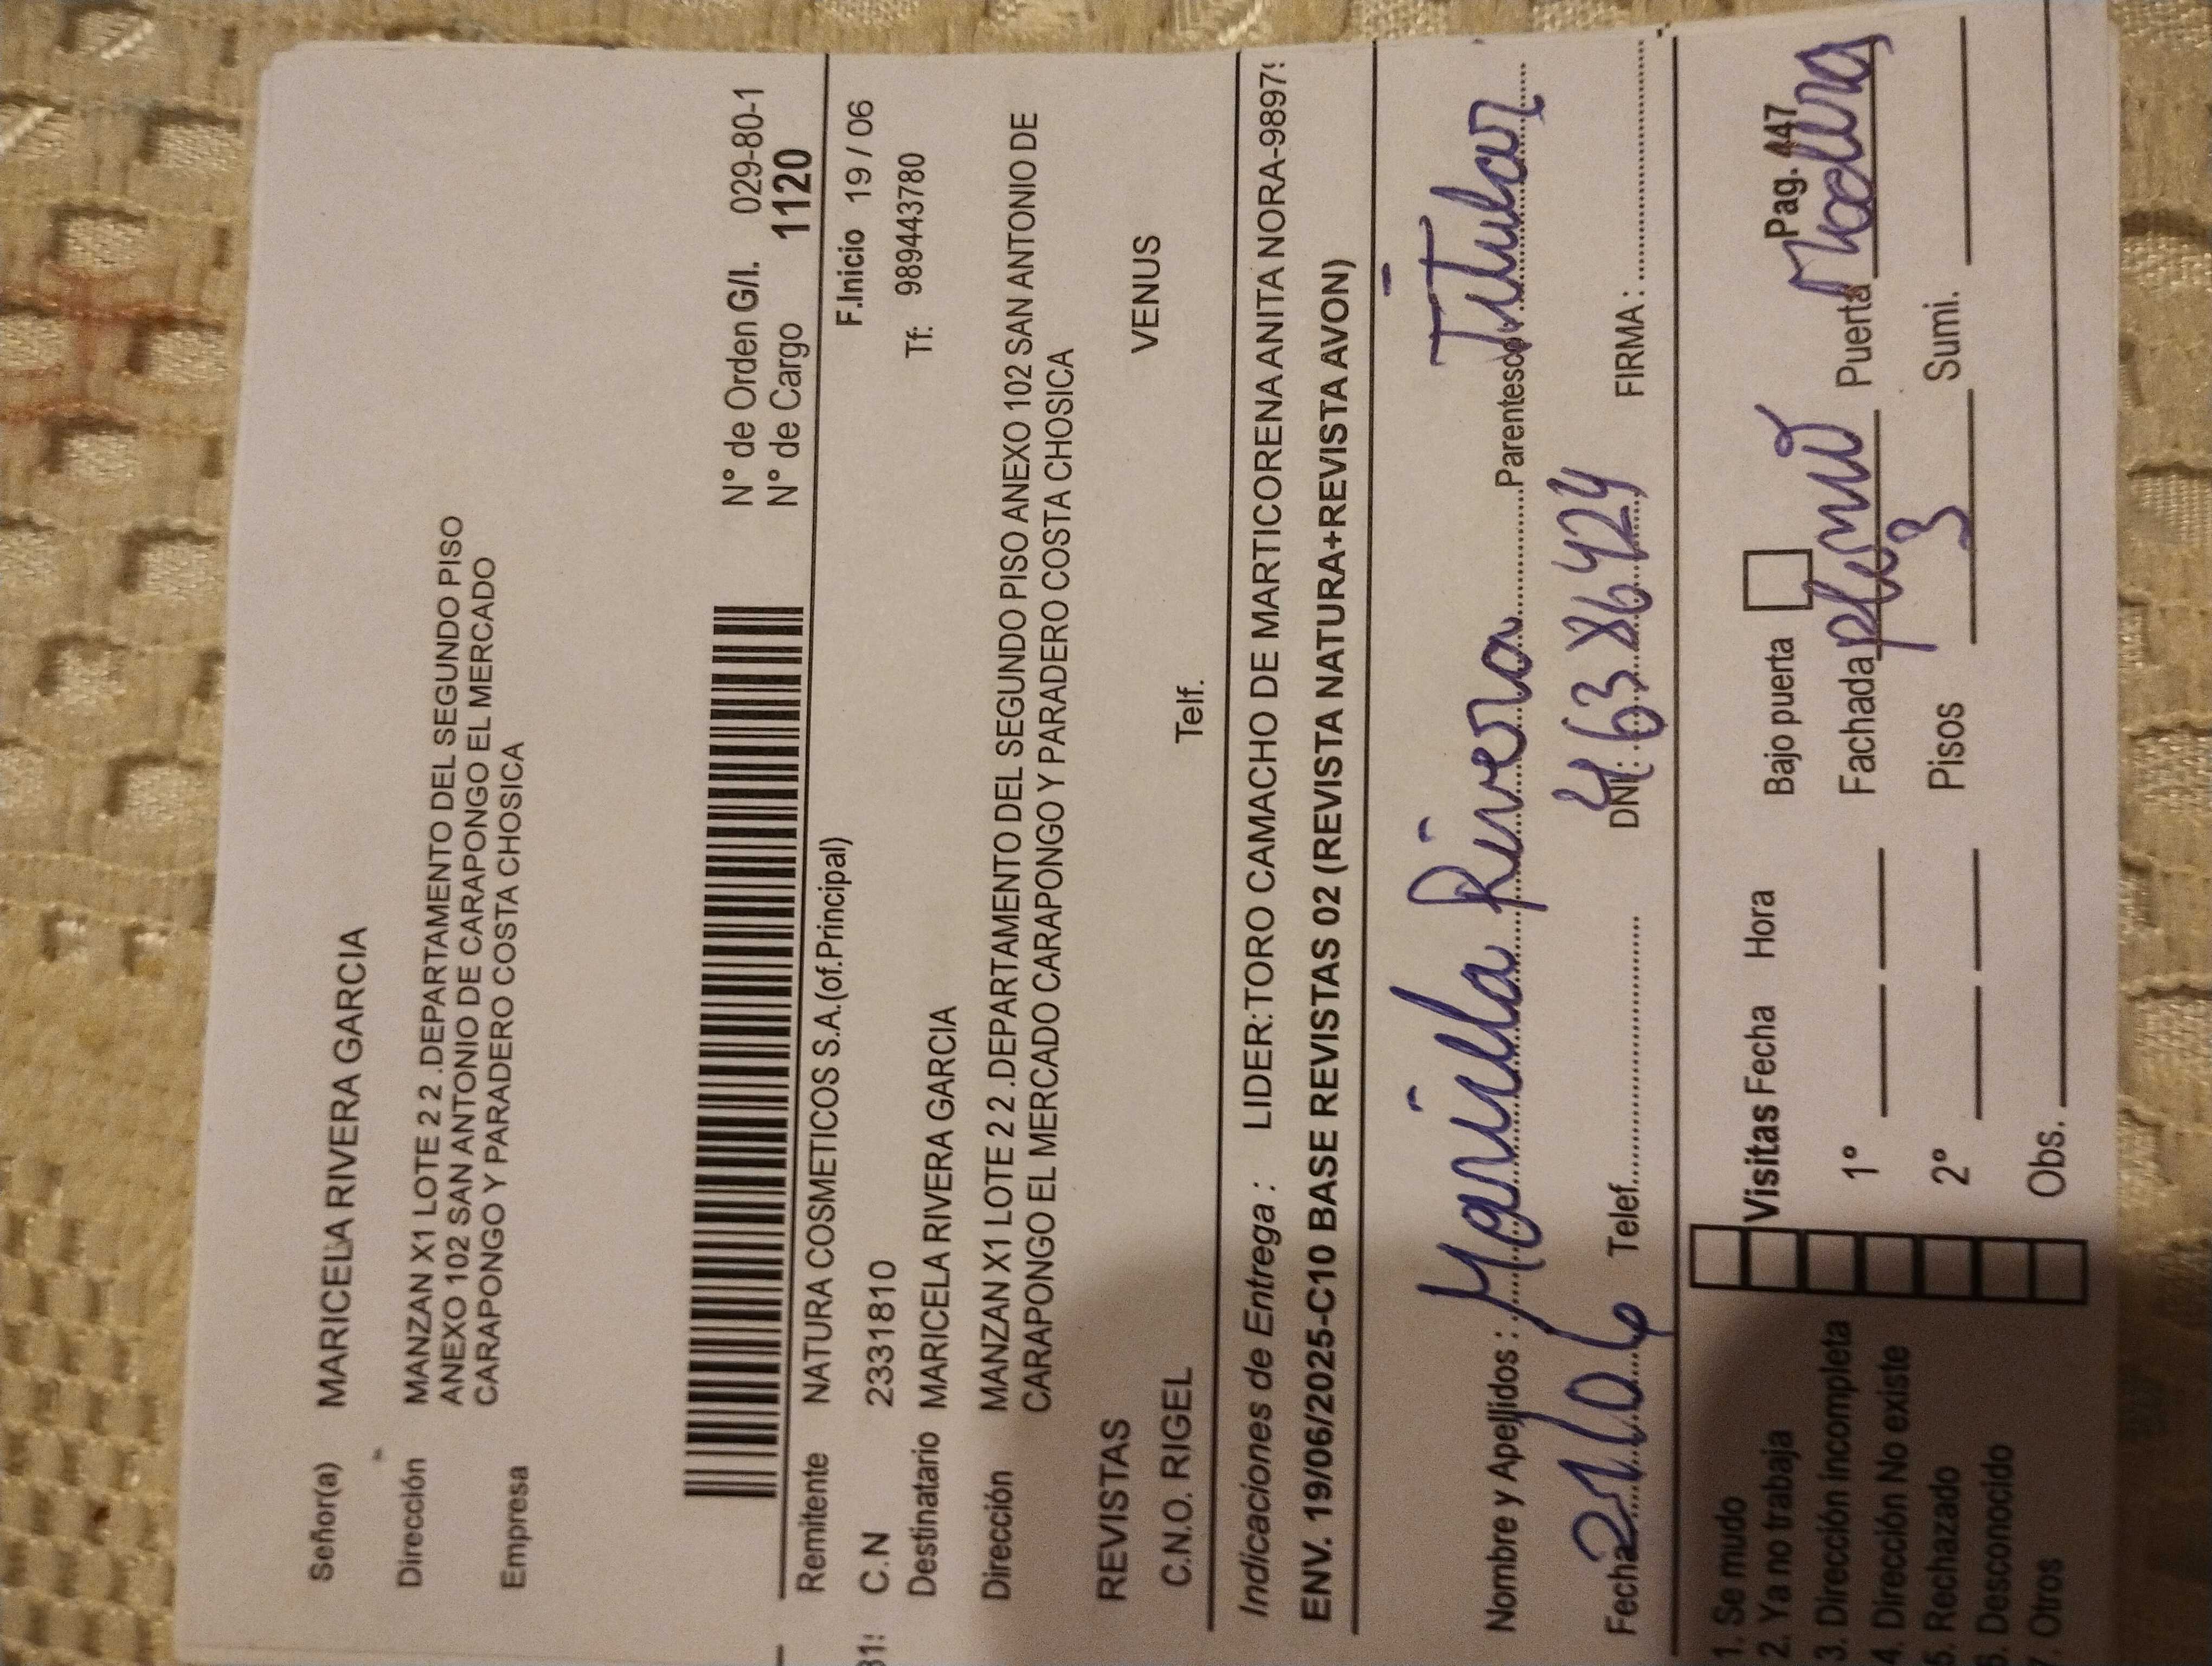 Señor(a) MARICELA RIVERA GARCIA
Dirección MANZAN X1 LOTE 2 2 .DEPARTAMENTO DEL SEGUNDO PISO
ANEXO 102 SAN ANTONIO DE CARAPONGO EL MERCADO
CARAPONGO Y PARADERO COSTA CHOSICA
Empresa
N° de Orden G/I. 029-80-1
N° de Cargo 1120
Remitente NATURA COSMETICOS S.A.(of.Principal)
F.Inicio 19 / 06
C.N 2331810
Tf: 989443780
Destinatario MARICELA RIVERA GARCIA
Dirección MANZAN X1 LOTE 2 2 .DEPARTAMENTO DEL SEGUNDO PISO ANEXO 102 SAN ANTONIO DE
CARAPONGO EL MERCADO CARAPONGO Y PARADERO COSTA CHOSICA
REVISTAS VENUS
C.N.O. RIGEL Telf.
Indicaciones de Entrega : LIDER:TORO CAMACHO DE MARTICORENA ANITA NORA-9897
ENV. 19/06/2025-C10 BASE REVISTAS 02 (REVISTA NATURA+REVISTA AVON)
Nombre y Apellidos : Maricela Rivera Parentesco Titular
Fecha 21/06 Telef. DNI: 46386424 FIRMA :
1. Se mudo
2. Ya no trabaja
3. Dirección incompleta
4. Dirección No existe
5. Rechazado
6. Desconocido
7. Otros
Visitas Fecha Hora Bajo puerta Pag. 447
1° Fachada Puerta
2° Pisos 3 Sumi.
Obs.